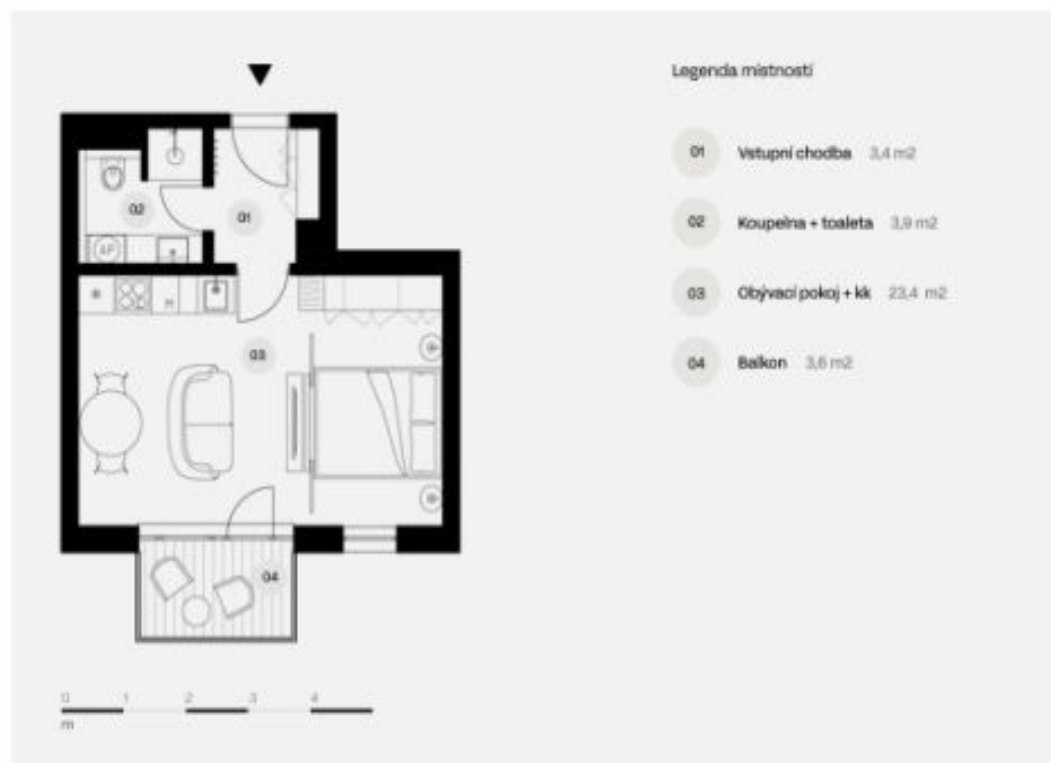 Legenda místností
01 Vstupní chodba 3,4 m2
02 Koupelna + toaleta 3,9 m2
03 Obývací pokoj + kk 23,4 m2
04 Balkon 3,6 m2
02
01
AP
03
04
0 1 2 3 4
m